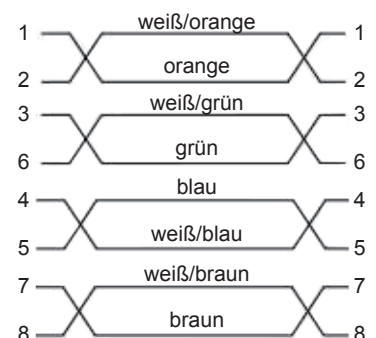 1 weiß/orange 1
2 orange 2
3 weiß/grün 3
6 grün 6
4 blau 4
5 weiß/blau 5
7 weiß/braun 7
8 braun 8